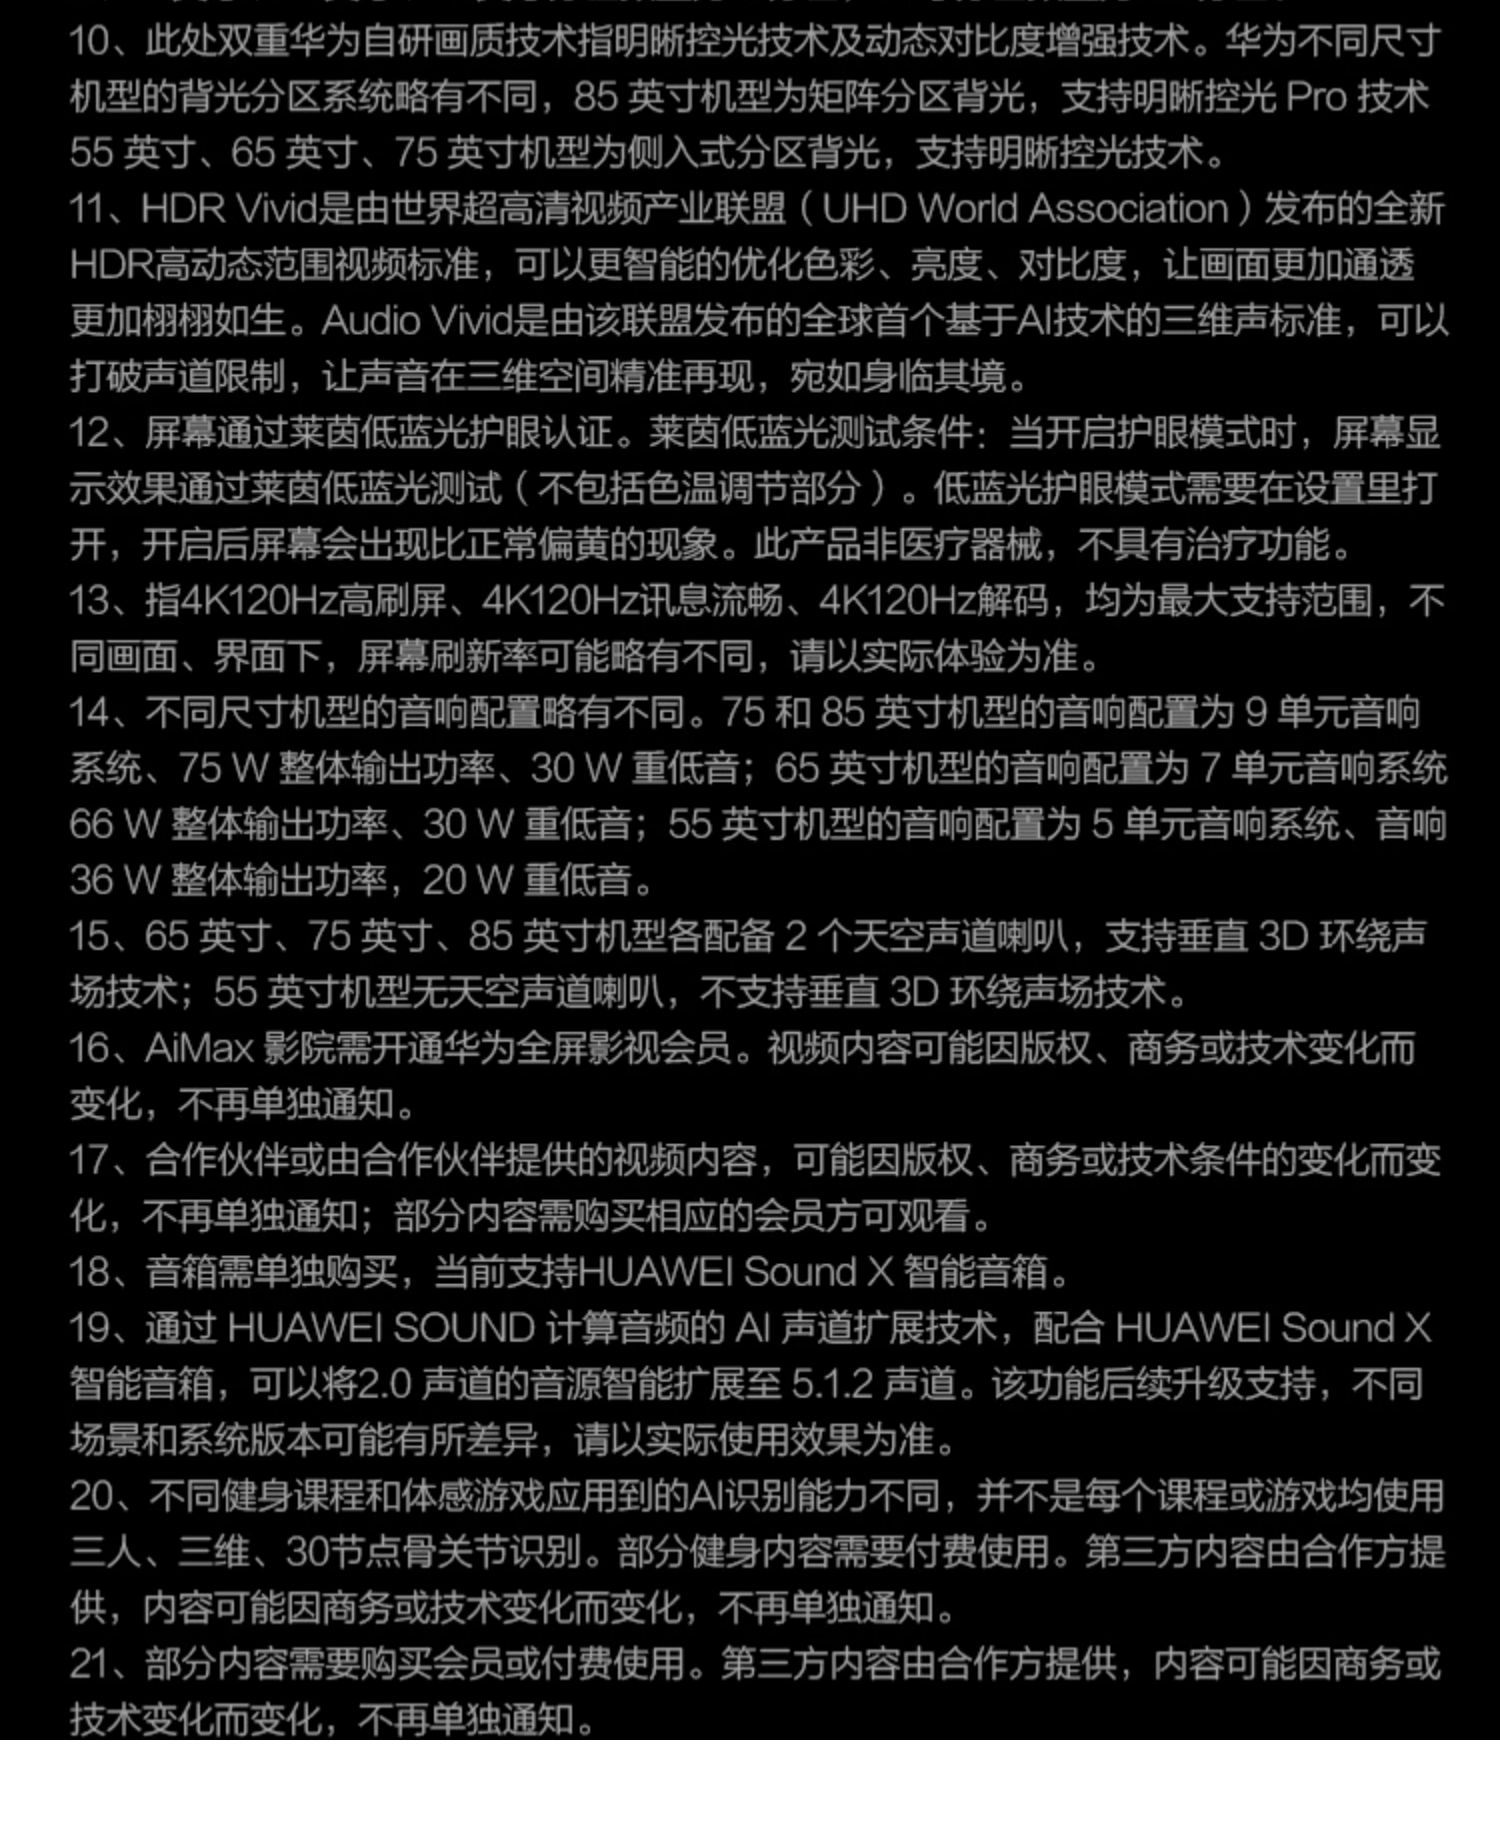 10、此处双重华为自研画质技术指明晰控光技术及动态对比度增强技术。华为不同尺寸
机型的背光分区系统略有不同，85 英寸机型为矩阵分区背光，支持明晰控光 Pro 技术
55 英寸、65 英寸、75 英寸机型为侧入式分区背光，支持明晰控光技术。
11、HDR Vivid是由世界超高清视频产业联盟（UHD World Association）发布的全新
HDR高动态范围视频标准，可以更智能的优化色彩、亮度、对比度，让画面更加通透
更加栩栩如生。Audio Vivid是由该联盟发布的全球首个基于AI技术的三维声标准，可以
打破声道限制，让声音在三维空间精准再现，宛如身临其境。
12、屏幕通过莱茵低蓝光护眼认证。莱茵低蓝光测试条件：当开启护眼模式时，屏幕显
示效果通过莱茵低蓝光测试（不包括色温调节部分）。低蓝光护眼模式需要在设置里打
开，开启后屏幕会出现比正常偏黄的现象。此产品非医疗器械，不具有治疗功能。
13、指4K120Hz高刷屏、4K120Hz讯息流畅、4K120Hz解码，均为最大支持范围，不
同画面、界面下，屏幕刷新率可能略有不同，请以实际体验为准。
14、不同尺寸机型的音响配置略有不同。75 和 85 英寸机型的音响配置为 9 单元音响
系统、75 W 整体输出功率、30 W 重低音；65 英寸机型的音响配置为 7 单元音响系统
66 W 整体输出功率、30 W 重低音；55 英寸机型的音响配置为 5 单元音响系统、音响
36 W 整体输出功率，20 W 重低音。
15、65 英寸、75 英寸、85 英寸机型各配备 2 个天空声道喇叭，支持垂直 3D 环绕声
场技术；55 英寸机型无天空声道喇叭，不支持垂直 3D 环绕声场技术。
16、AiMax 影院需开通华为全屏影视会员。视频内容可能因版权、商务或技术变化而
变化，不再单独通知。
17、合作伙伴或由合作伙伴提供的视频内容，可能因版权、商务或技术条件的变化而变
化，不再单独通知；部分内容需购买相应的会员方可观看。
18、音箱需单独购买，当前支持HUAWEI Sound X 智能音箱。
19、通过 HUAWEI SOUND 计算音频的 AI 声道扩展技术，配合 HUAWEI Sound X
智能音箱，可以将2.0 声道的音源智能扩展至 5.1.2 声道。该功能后续升级支持，不同
场景和系统版本可能有所差异，请以实际使用效果为准。
20、不同健身课程和体感游戏应用到的AI识别能力不同，并不是每个课程或游戏均使用
三人、三维、30节点骨关节识别。部分健身内容需要付费使用。第三方内容由合作方提
供，内容可能因商务或技术变化而变化，不再单独通知。
21、部分内容需要购买会员或付费使用。第三方内容由合作方提供，内容可能因商务或
技术变化而变化，不再单独通知。